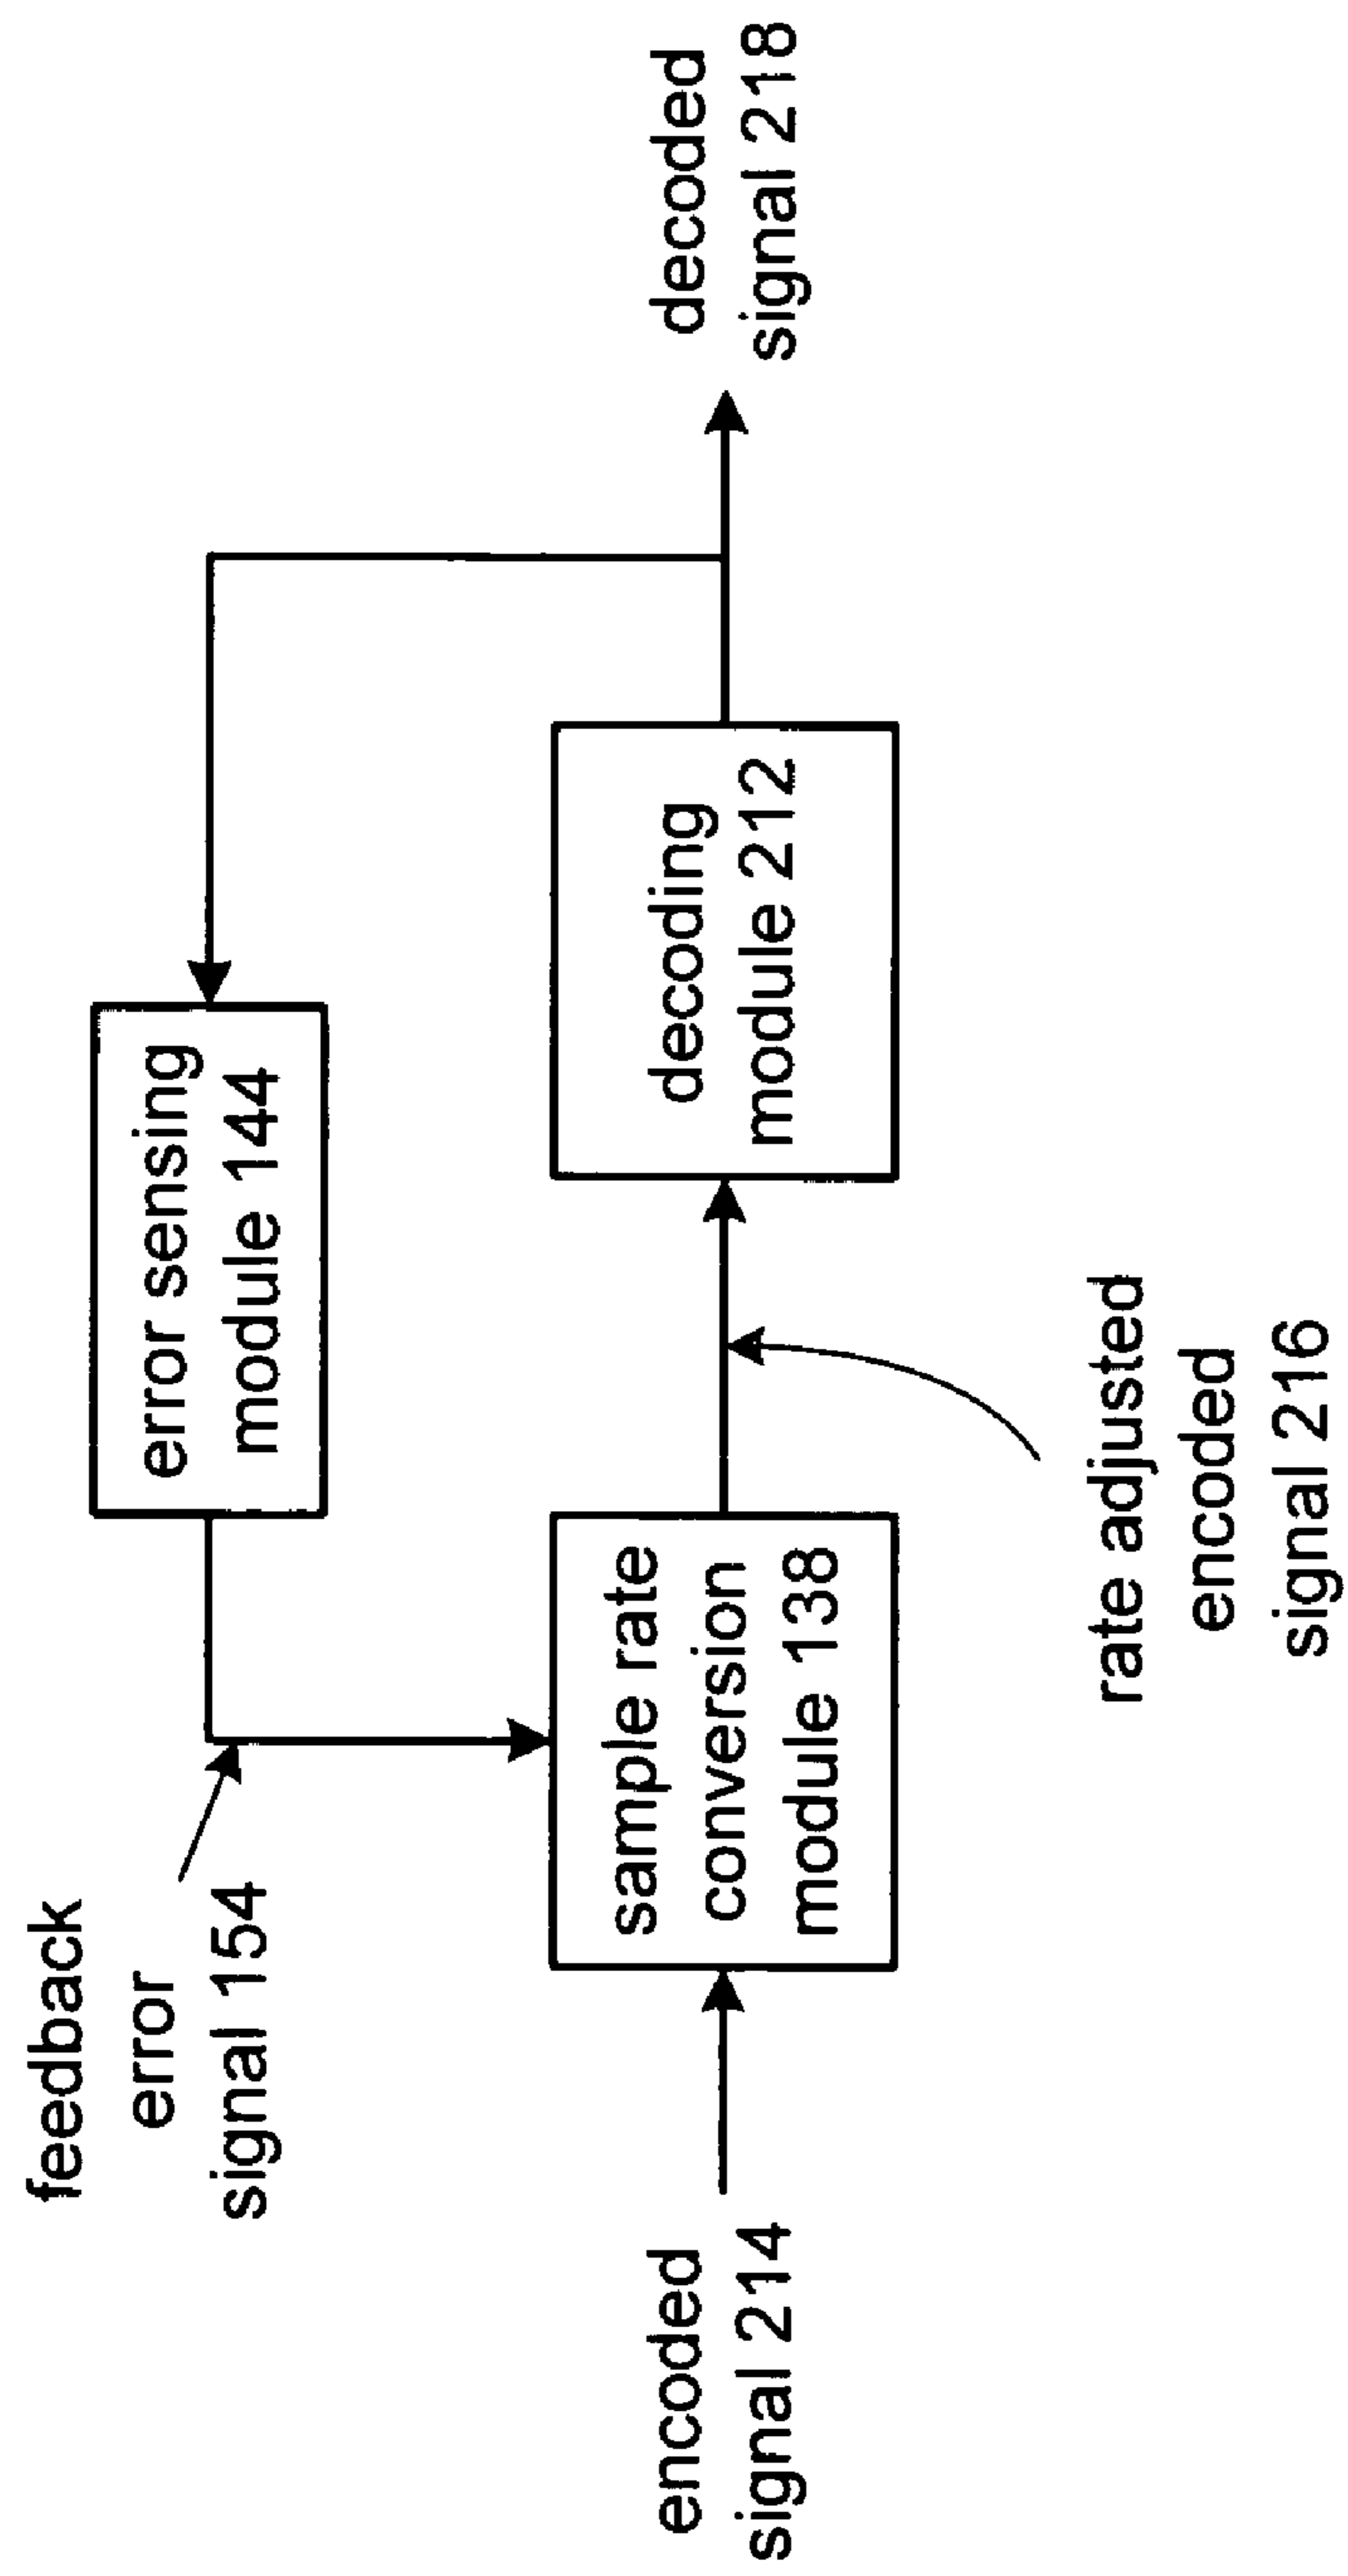 feedback
error
signal 154
error sensing
module 144
encoded
signal 214
sample rate
conversion
module 138
decoding
module 212
decoded
signal 218
rate adjusted
encoded
signal 216